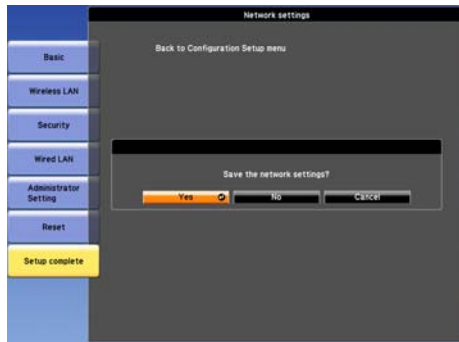 Network settings
Back to Configuration Setup menu
Basic
Wireless LAN
Security
Wired LAN
Administrator
Setting
Reset
Setup complete
Save the network settings?
Yes
No
Cancel